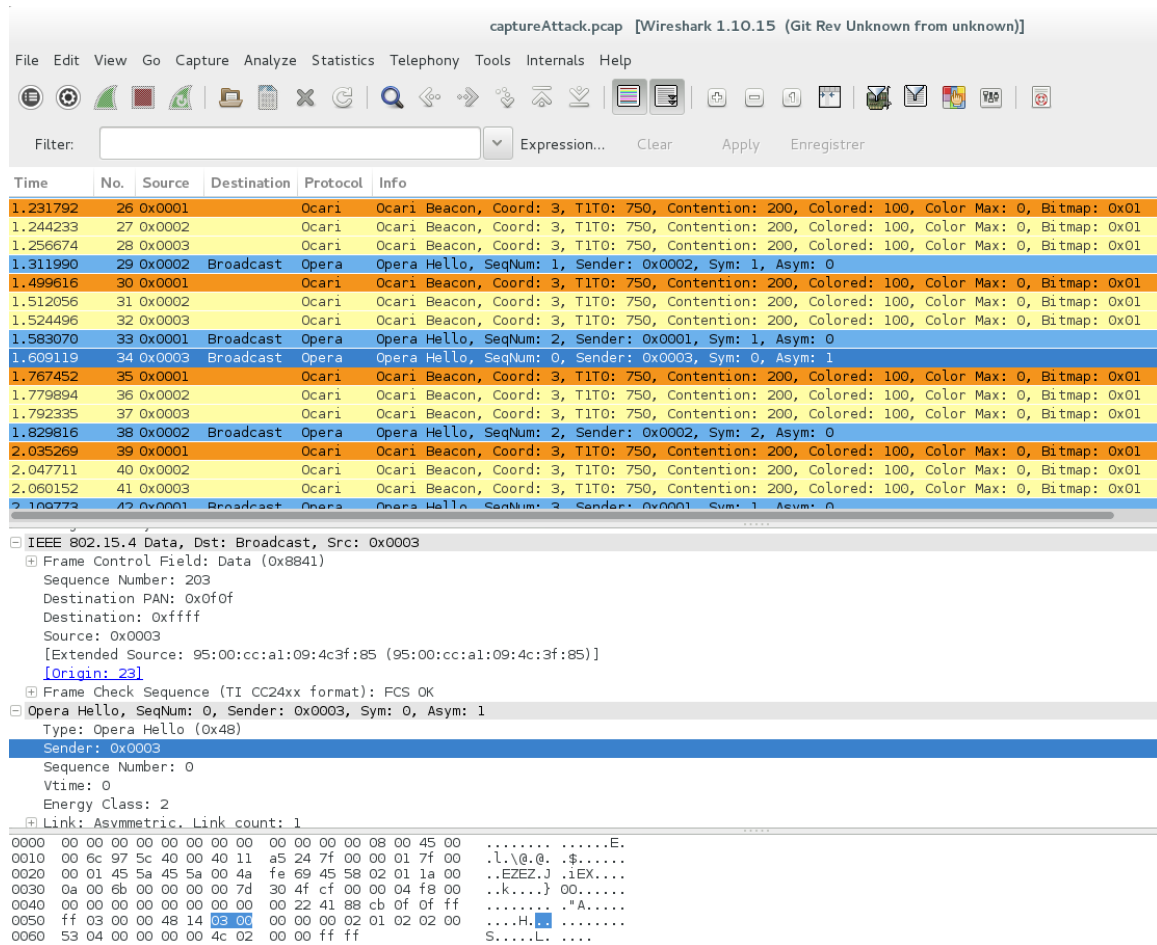 captureAttack.pcap [Wireshark 1.10.15 (Git Rev Unknown from unknown)]
File Edit View Go Capture Analyze Statistics Telephony Tools Internals Help
Filter: Expression... Clear Apply Enregistrer
Time No. Source Destination Protocol Info
1.231792 26 0x0001 Ocari Ocari Beacon, Coord: 3, T1T0: 750, Contention: 200, Colored: 100, Color Max: 0, Bitmap: 0x01
1.244233 27 0x0002 Ocari Ocari Beacon, Coord: 3, T1T0: 750, Contention: 200, Colored: 100, Color Max: 0, Bitmap: 0x01
1.256674 28 0x0003 Ocari Ocari Beacon, Coord: 3, T1T0: 750, Contention: 200, Colored: 100, Color Max: 0, Bitmap: 0x01
1.311990 29 0x0002 Broadcast Opera Opera Hello, SeqNum: 1, Sender: 0x0002, Sym: 1, Asym: 0
1.499616 30 0x0001 Ocari Ocari Beacon, Coord: 3, T1T0: 750, Contention: 200, Colored: 100, Color Max: 0, Bitmap: 0x01
1.512056 31 0x0002 Ocari Ocari Beacon, Coord: 3, T1T0: 750, Contention: 200, Colored: 100, Color Max: 0, Bitmap: 0x01
1.524496 32 0x0003 Ocari Ocari Beacon, Coord: 3, T1T0: 750, Contention: 200, Colored: 100, Color Max: 0, Bitmap: 0x01
1.583070 33 0x0001 Broadcast Opera Opera Hello, SeqNum: 2, Sender: 0x0001, Sym: 1, Asym: 0
1.609119 34 0x0003 Broadcast Opera Opera Hello, SeqNum: 0, Sender: 0x0003, Sym: 0, Asym: 1
1.767452 35 0x0001 Ocari Ocari Beacon, Coord: 3, T1T0: 750, Contention: 200, Colored: 100, Color Max: 0, Bitmap: 0x01
1.779894 36 0x0002 Ocari Ocari Beacon, Coord: 3, T1T0: 750, Contention: 200, Colored: 100, Color Max: 0, Bitmap: 0x01
1.792335 37 0x0003 Ocari Ocari Beacon, Coord: 3, T1T0: 750, Contention: 200, Colored: 100, Color Max: 0, Bitmap: 0x01
1.829816 38 0x0002 Broadcast Opera Opera Hello, SeqNum: 2, Sender: 0x0002, Sym: 2, Asym: 0
2.035269 39 0x0001 Ocari Ocari Beacon, Coord: 3, T1T0: 750, Contention: 200, Colored: 100, Color Max: 0, Bitmap: 0x01
2.047711 40 0x0002 Ocari Ocari Beacon, Coord: 3, T1T0: 750, Contention: 200, Colored: 100, Color Max: 0, Bitmap: 0x01
2.060152 41 0x0003 Ocari Ocari Beacon, Coord: 3, T1T0: 750, Contention: 200, Colored: 100, Color Max: 0, Bitmap: 0x01
2.109773 42 0x0001 Broadcast Opera Opera Hello, SeqNum: 3, Sender: 0x0001, Sym: 1, Asym: 0
IEEE 802.15.4 Data, Dst: Broadcast, Src: 0x0003
Frame Control Field: Data (0x8841)
Sequence Number: 203
Destination PAN: 0x0f0f
Destination: 0xffff
Source: 0x0003
[Extended Source: 95:00:cc:a1:09:4c3f:85 (95:00:cc:a1:09:4c:3f:85)]
[Origin: 23]
Frame Check Sequence (TI CC24xx format): FCS OK
Opera Hello, SeqNum: 0, Sender: 0x0003, Sym: 0, Asym: 1
Type: Opera Hello (0x48)
Sender: 0x0003
Sequence Number: 0
Vtime: 0
Energy Class: 2
Link: Asymmetric, Link count: 1
0000 00 00 00 00 00 00 00 00 00 00 00 00 08 00 45 00 ........ ......E.
0010 00 6c 97 5c 40 00 40 11 a5 24 7f 00 00 01 7f 00 .l.\@.@. .$......
0020 00 01 45 5a 45 5a 00 4a fe 69 45 58 02 01 1a 00 ..EZEZ.J .iEX....
0030 0a 00 6b 00 00 00 00 7d 30 4f cf 00 00 04 f8 00 ..k....} 0O......
0040 00 00 00 00 00 00 00 00 00 22 41 88 cb 0f 0f ff ........ ."A.....
0050 ff 03 00 00 48 14 03 00 00 00 00 02 01 02 02 00 ....H... ........
0060 53 04 00 00 00 00 4c 02 00 00 ff ff S.....L. ....